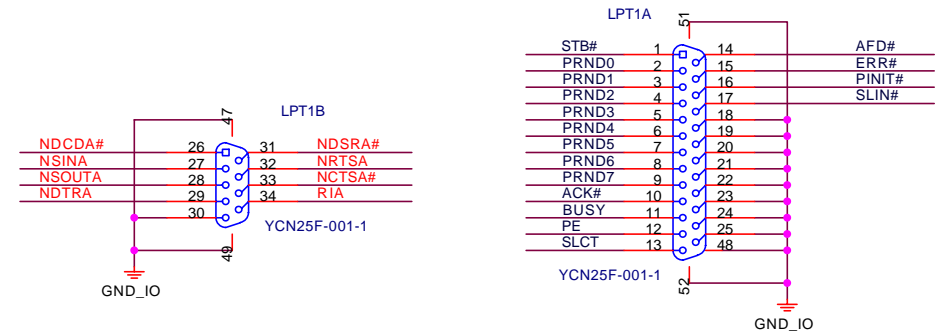 LPT1B
47
NDCDA# 26 31 NDSRA#
NSINA 27 32 NRTSA
NSOUTA 28 33 NCTSA#
NDTRA 29 34 RIA
30
YCN25F-001-1
49
GND_IO
LPT1A
51
STB# 1 14 AFD#
PRND0 2 15 ERR#
PRND1 3 16 PINIT#
PRND2 4 17 SLIN#
PRND3 5 18
PRND4 6 19
PRND5 7 20
PRND6 8 21
PRND7 9 22
ACK# 10 23
BUSY 11 24
PE 12 25
SLCT 13 48
YCN25F-001-1
52
GND_IO